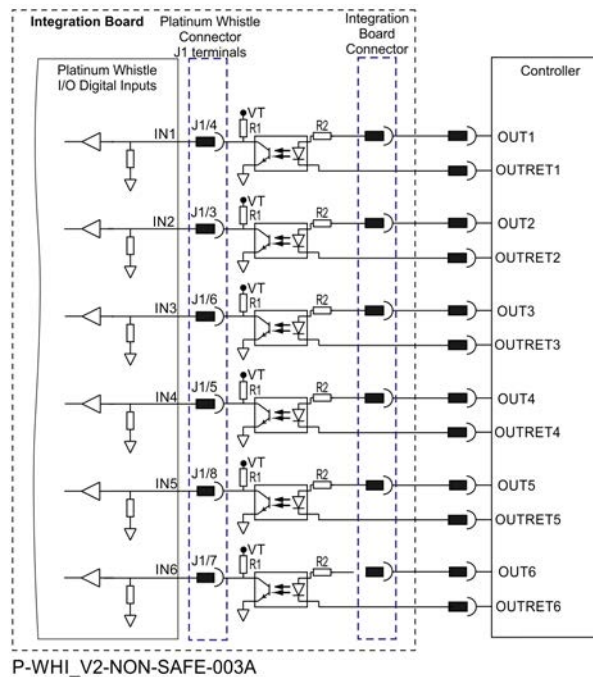 Integration Board
Platinum Whistle
Connector
J1 terminals
Integration
Board
Connector
Platinum Whistle
I/O Digital Inputs
Controller
IN1
J1/4
VT
R1
R2
OUT1
OUTRET1
IN2
J1/3
VT
R1
R2
OUT2
OUTRET2
IN3
J1/6
VT
R1
R2
OUT3
OUTRET3
IN4
J1/5
VT
R1
R2
OUT4
OUTRET4
IN5
J1/8
VT
R1
R2
OUT5
OUTRET5
IN6
J1/7
VT
R1
R2
OUT6
OUTRET6
P-WHI_V2-NON-SAFE-003A